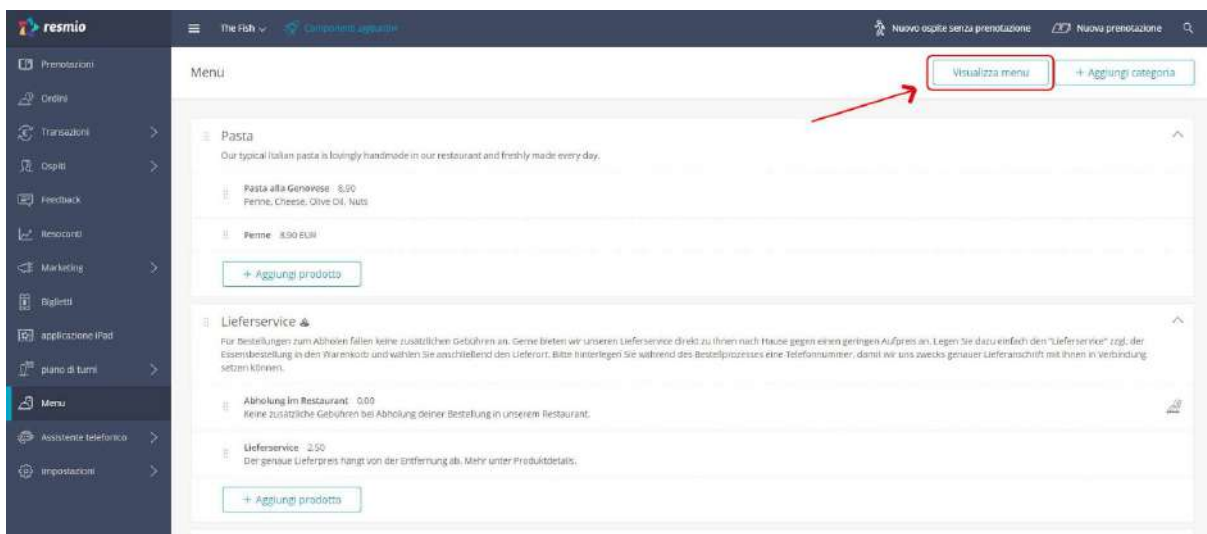 resmio
The Fish
Componenti aggiuntivi
Nuovo ospite senza prenotazione
Nuova prenotazione
Prenotazioni
Ordini
Transazioni
Ospiti
Feedback
Resoconti
Marketing
Biglietti
applicazione iPad
piano di turni
Menu
Assistente telefonico
Impostazioni
Menu
Visualizza menu
+ Aggiungi categoria
Pasta
Our typical Italian pasta is lovingly handmade in our restaurant and freshly made every day.
Pasta alla Genovese 8,90
Penne, Cheese, Olive Oil, Nuts
Penne 8,90 EUR
+ Aggiungi prodotto
Lieferservice
Für Bestellungen zum Abholen fallen keine zusätzlichen Gebühren an. Gerne bieten wir unseren Lieferservice direkt zu Ihnen nach Hause gegen einen geringen Aufpreis an. Legen Sie dazu einfach den "Lieferservice" zzgl. der
Essensbestellung in den Warenkorb und wählen Sie anschließend den Lieferort. Bitte hinterlegen Sie während des Bestellprozesses eine Telefonnummer, damit wir uns zwecks genauer Lieferanschrift mit Ihnen in Verbindung
setzen können.
Abholung im Restaurant 0,00
Keine zusätzliche Gebühren bei Abholung deiner Bestellung in unserem Restaurant.
Lieferservice 2,50
Der genaue Lieferpreis hängt von der Entfernung ab. Mehr unter Produktdetails.
+ Aggiungi prodotto